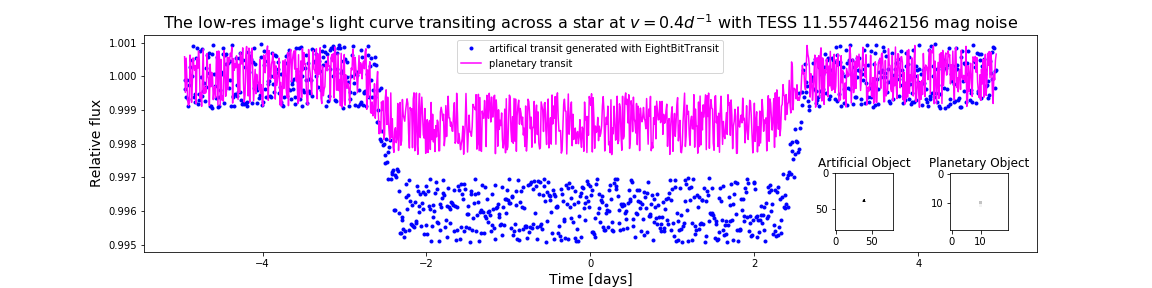 The low-res image's light curve transiting across a star at v = 0.4d⁻¹ with TESS 11.5574462156 mag noise
artifical transit generated with EightBitTransit
planetary transit
Relative flux
1.001
1.000
0.999
0.998
0.997
0.996
0.995
Artificial Object
0
50
0 50
Planetary Object
0
10
0 10
−4 −2 0 2 4
Time [days]